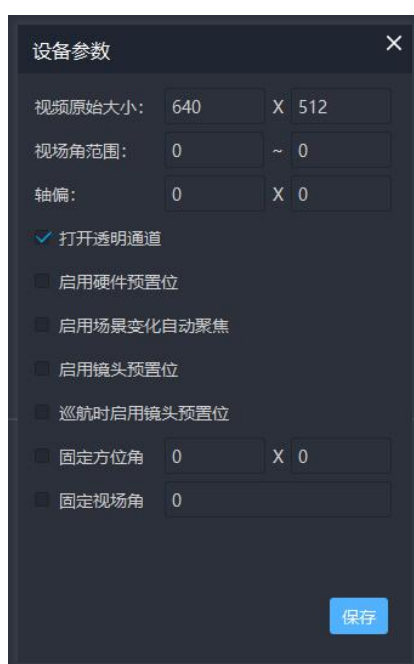 设备参数 ×
视频原始大小： 640 X 512
视场角范围： 0 ~ 0
轴偏： 0 X 0
打开透明通道
启用硬件预置位
启用场景变化自动聚焦
启用镜头预置位
巡航时启用镜头预置位
固定方位角 0 X 0
固定视场角 0
保存